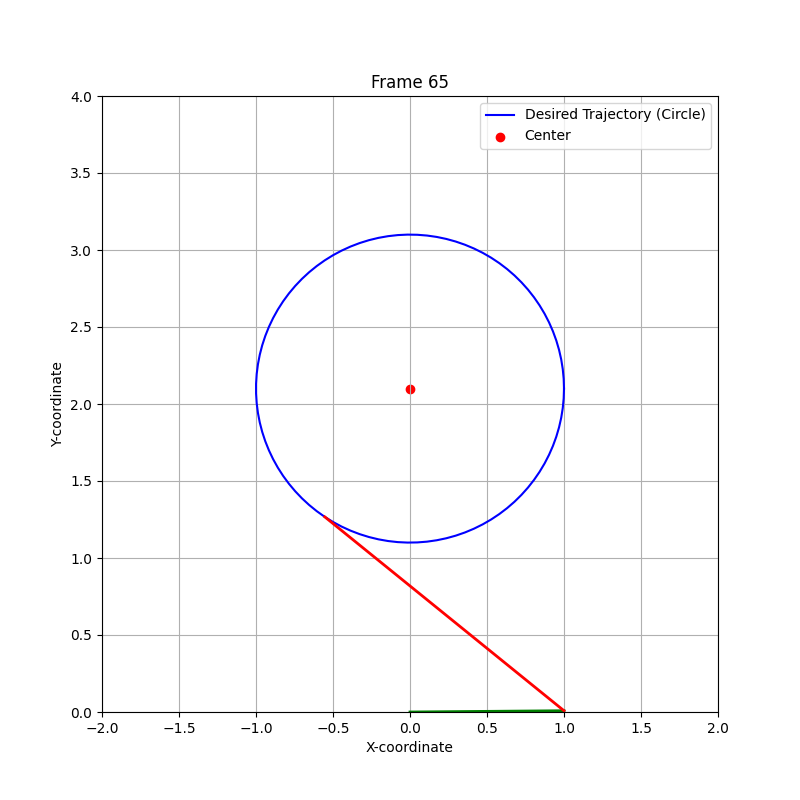 Frame 65
Desired Trajectory (Circle)
Center
4.0
3.5
3.0
2.5
2.0
1.5
1.0
0.5
0.0
Y-coordinate
−2.0 −1.5 −1.0 −0.5 0.0 0.5 1.0 1.5 2.0
X-coordinate